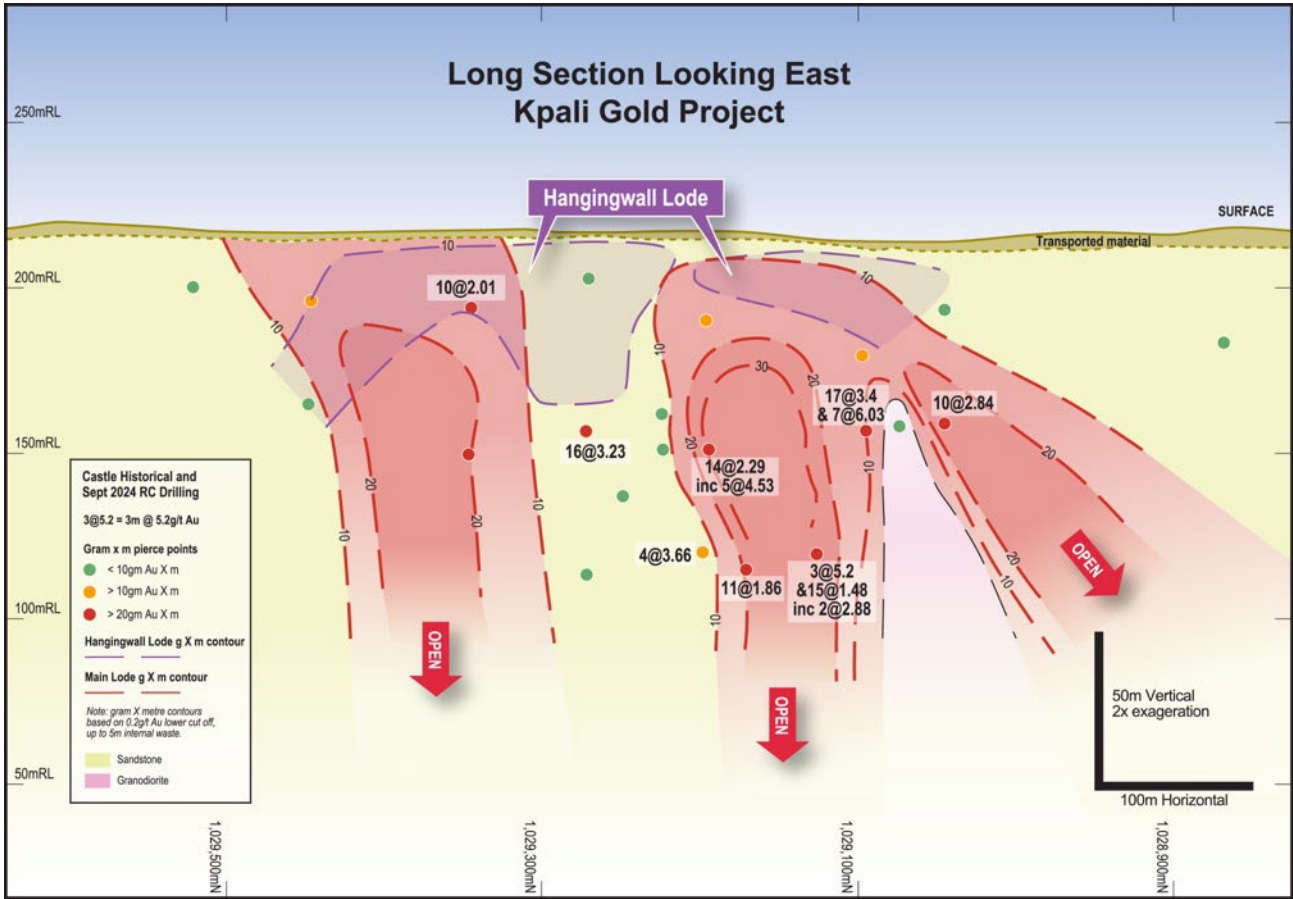 Long Section Looking East
Kpali Gold Project
250mRL
Hangingwall Lode
SURFACE
Transported material
200mRL
10
10
10@2.01
10
10
10
20
30
20
17@3.4
& 7@6.03
10@2.84
150mRL
16@3.23
20
14@2.29
inc 5@4.53
10
20
20
20
10
10
4@3.66
11@1.86
3@5.2
&15@1.48
inc 2@2.88
10
20
10
100mRL
OPEN
OPEN
OPEN
50mRL
Castle Historical and
Sept 2024 RC Drilling
3@5.2 = 3m @ 5.2g/t Au
Gram x m pierce points
< 10gm Au X m
> 10gm Au X m
> 20gm Au X m
Hangingwall Lode g X m contour
Main Lode g X m contour
Note: gram X metre contours
based on 0.2g/t Au lower cut off,
up to 5m internal waste.
Sandstone
Granodiorite
50m Vertical
2x exageration
100m Horizontal
1,029,500mN
1,029,300mN
1,029,100mN
1,028,900mN